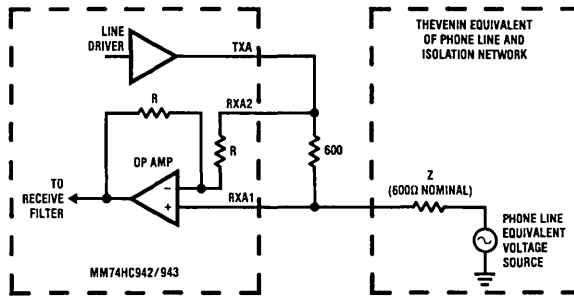 LINE
DRIVER
TXA
R
RXA2
R
OP AMP
600
TO
RECEIVE
FILTER
−
+
RXA1
MM74HC942/943
THEVENIN EQUIVALENT
OF PHONE LINE AND
ISOLATION NETWORK
Z
(600Ω NOMINAL)
PHONE LINE
EQUIVALENT
VOLTAGE
SOURCE